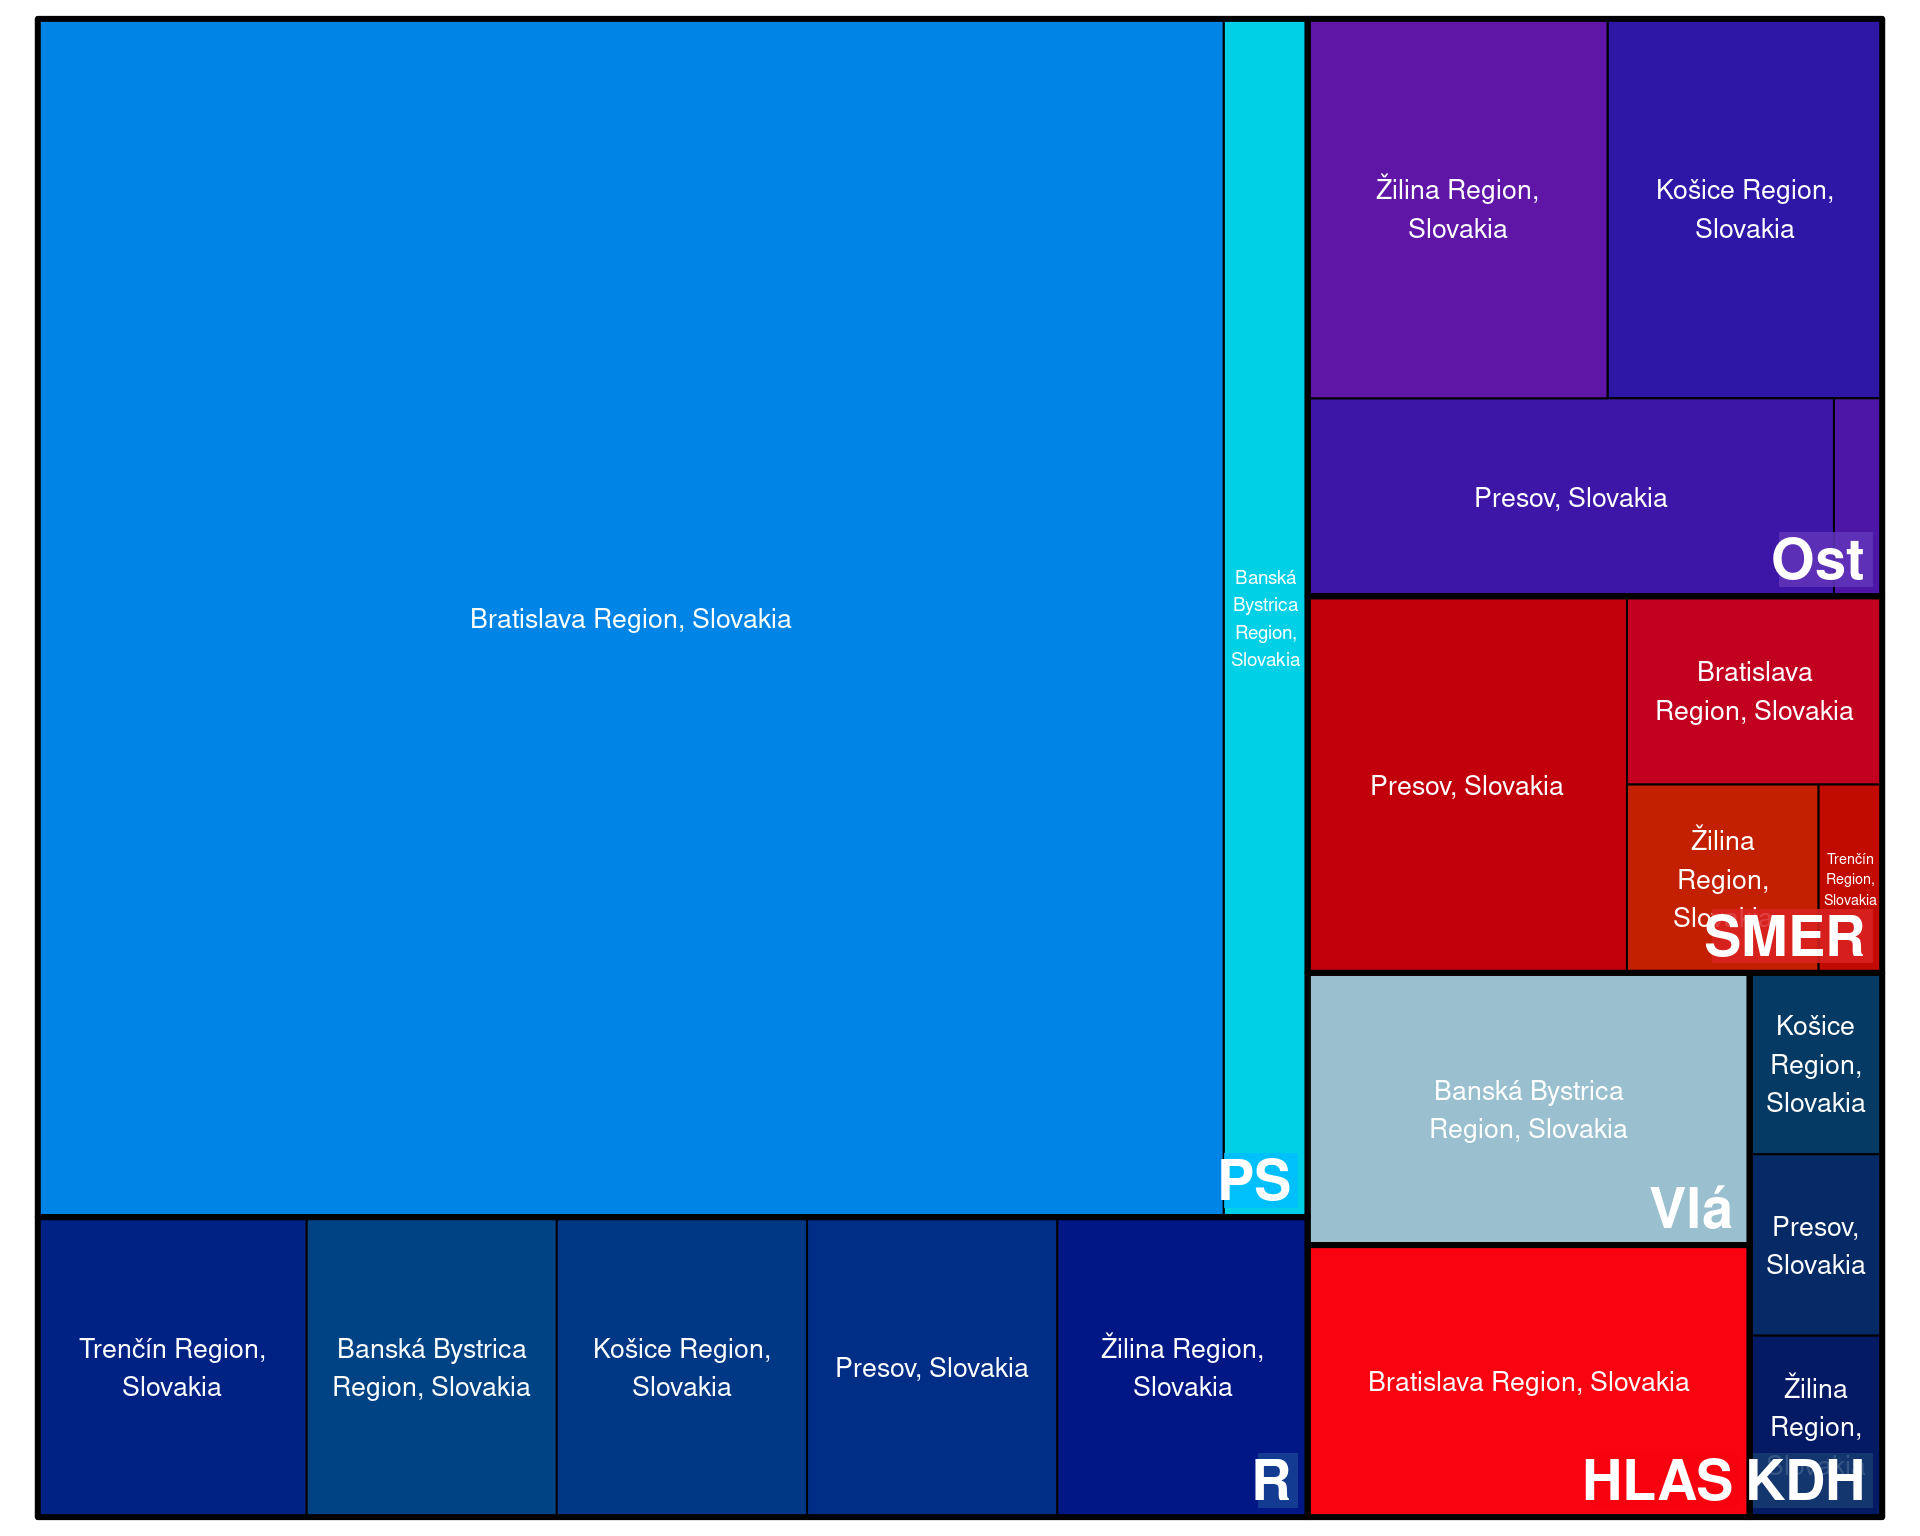 Bratislava Region, Slovakia
Banská
Bystrica
Region,
Slovakia
PS
Trenčín Region,
Slovakia
Banská Bystrica
Region, Slovakia
Košice Region,
Slovakia
Presov, Slovakia
Žilina Region,
Slovakia
R
Žilina Region,
Slovakia
Košice Region,
Slovakia
Presov, Slovakia
Ost
Presov, Slovakia
Bratislava
Region, Slovakia
Žilina
Region,
Slovakia
Trenčín
Region,
Slovakia
SMER
Banská Bystrica
Region, Slovakia
Vlá
Bratislava Region, Slovakia
HLAS
Košice
Region,
Slovakia
Presov,
Slovakia
Žilina
Region,
Slovakia
KDH